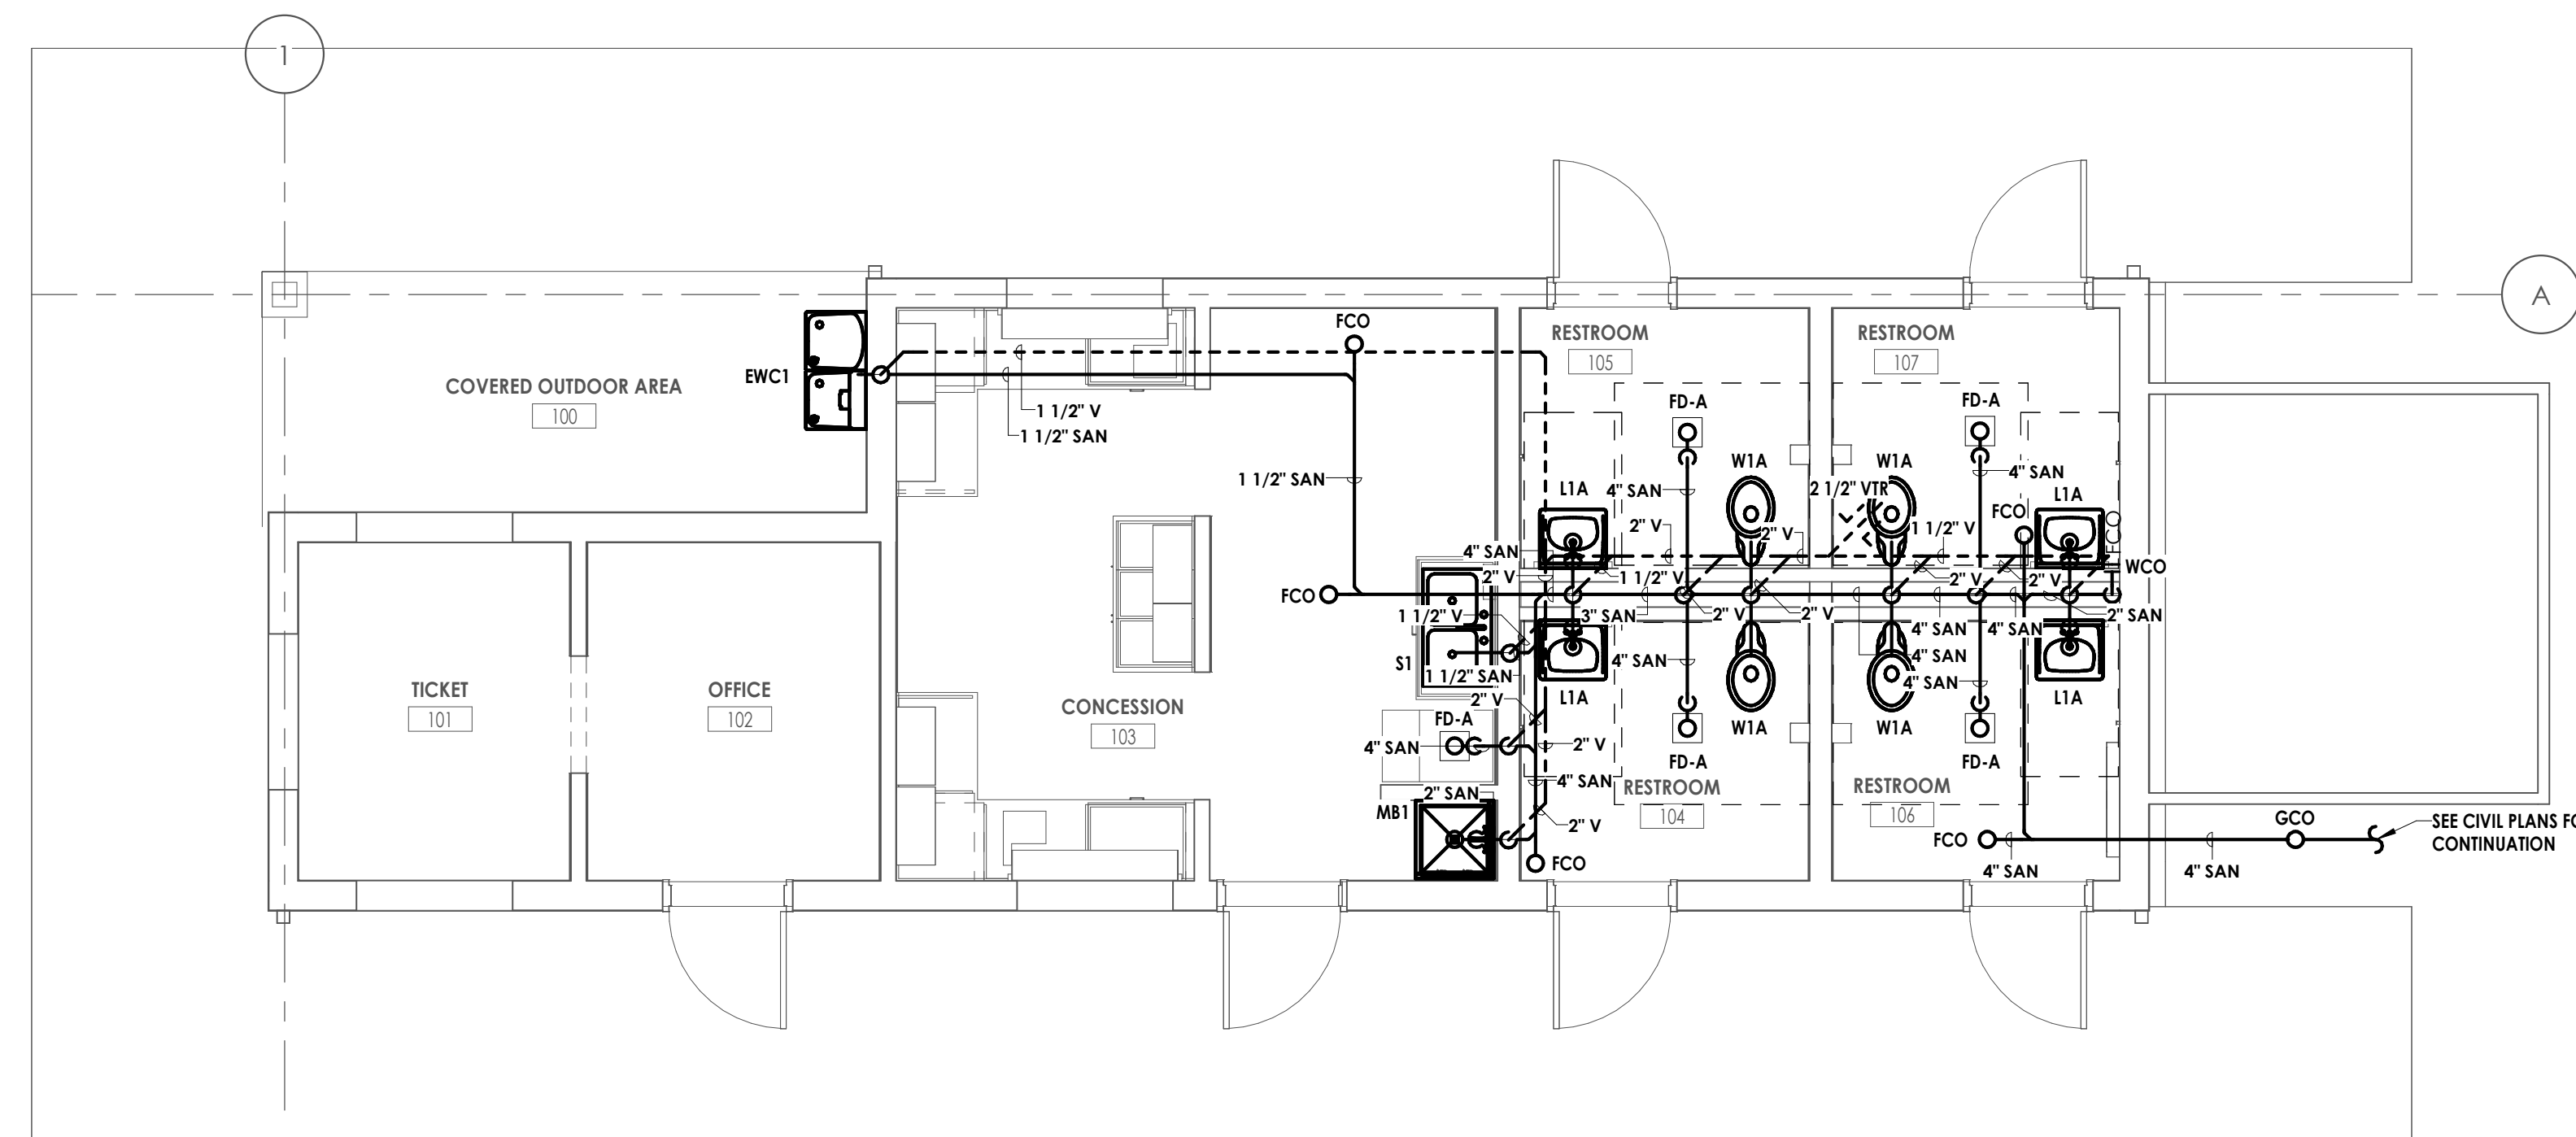 1
A
FCO
RESTROOM
105
RESTROOM
107
EWC1
COVERED OUTDOOR AREA
100
FD-A
FD-A
1 1/2" V
1 1/2" SAN
1 1/2" SAN
L1A
4" SAN
W1A
2 1/2" VTR
W1A
4" SAN
L1A
FCO
FCO
2" V
2" V
1 1/2" V
4" SAN
2" V
1 1/2" V
2" V
2" V
WCO
FCO
1 1/2" V
3" SAN
2" V
2" V
4" SAN
4" SAN
2" SAN
S1
1 1/2" SAN
4" SAN
4" SAN
4" SAN
TICKET
101
OFFICE
102
CONCESSION
103
2" V
L1A
W1A
W1A
L1A
FD-A
4" SAN
2" V
FD-A
FD-A
4" SAN
RESTROOM
104
RESTROOM
106
2" SAN
MB1
2" V
FCO
FCO
4" SAN
GCO
4" SAN
SEE CIVIL PLANS FO
CONTINUATION